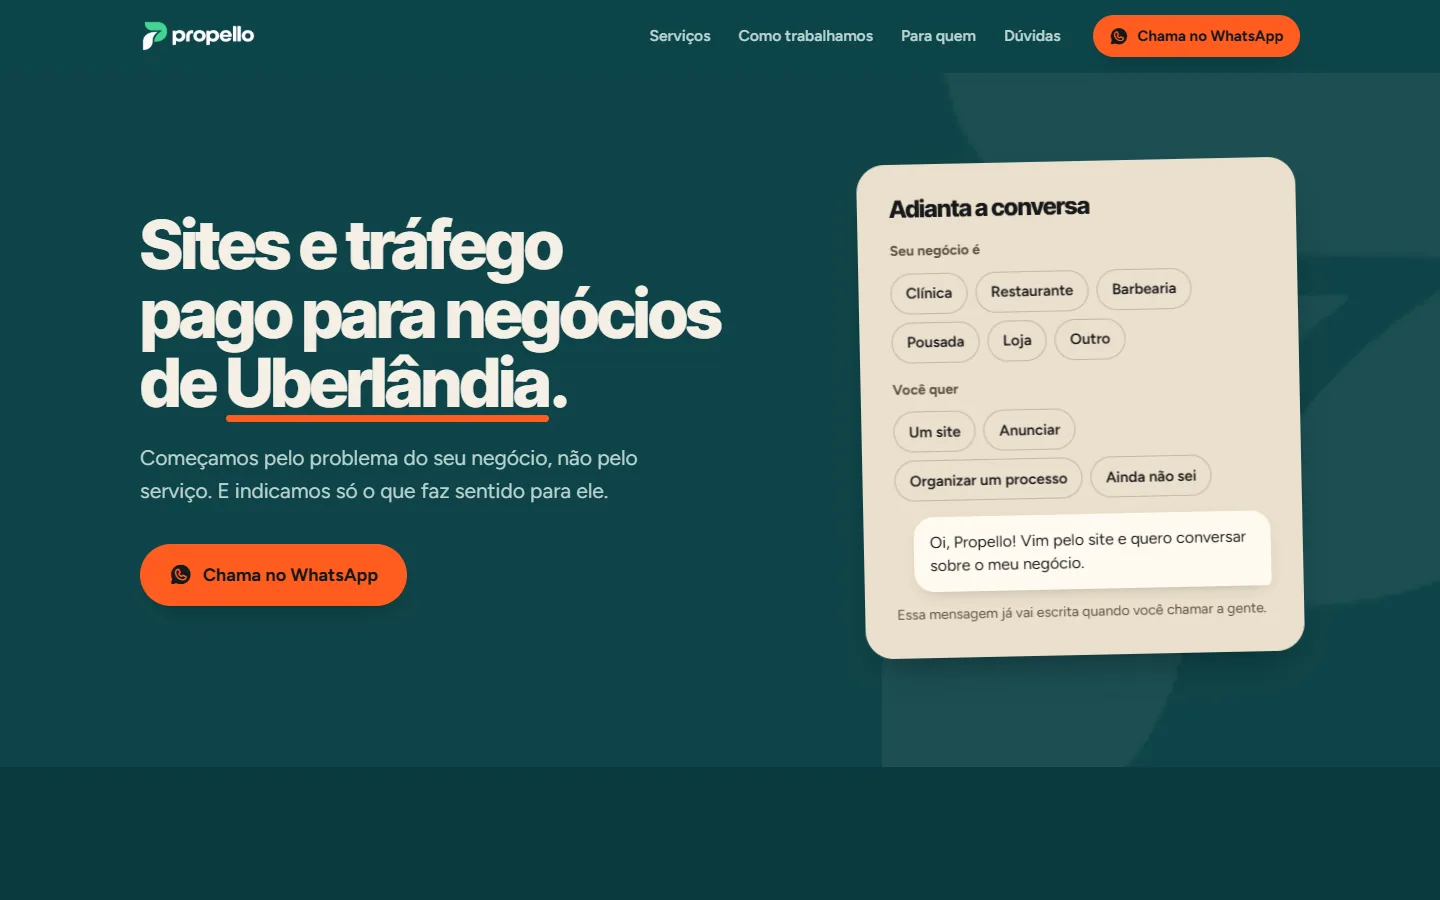 propello
Serviços
Como trabalhamos
Para quem
Dúvidas
Chama no WhatsApp
Sites e tráfego
pago para negócios
de Uberlândia.
Começamos pelo problema do seu negócio, não pelo
serviço. E indicamos só o que faz sentido para ele.
Chama no WhatsApp
Adianta a conversa
Seu negócio é
Clínica
Restaurante
Barbearia
Pousada
Loja
Outro
Você quer
Um site
Anunciar
Organizar um processo
Ainda não sei
Oi, Propello! Vim pelo site e quero conversar
sobre o meu negócio.
Essa mensagem já vai escrita quando você chamar a gente.